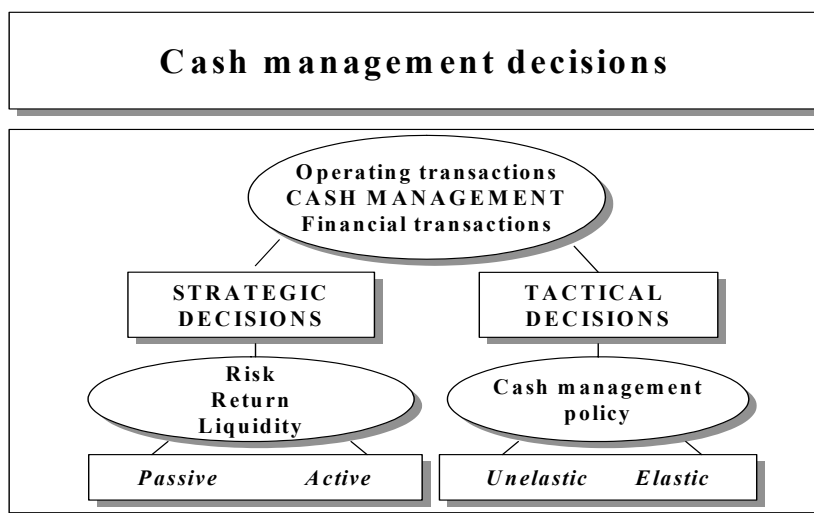 Cash management decisions
Operating transactions
CASH MANAGEMENT
Financial transactions
STRATEGIC
DECISIONS
TACTICAL
DECISIONS
Risk
Return
Liquidity
Cash management
policy
Passive Active
Unelastic Elastic